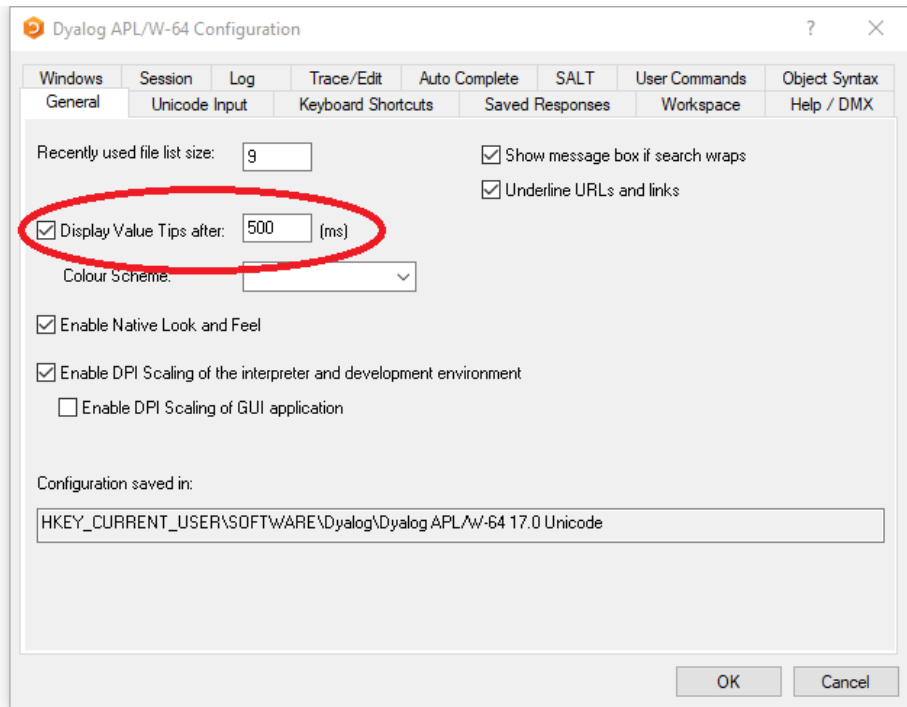 Dyalog APL/W-64 Configuration ?
Windows Session Log Trace/Edit Auto Complete SALT User Commands Object Syntax
General Unicode Input Keyboard Shortcuts Saved Responses Workspace Help / DMX
Recently used file list size: 9
Show message box if search wraps
Underline URLs and links
Display Value Tips after: 500 (ms)
Colour Scheme:
Enable Native Look and Feel
Enable DPI Scaling of the interpreter and development environment
Enable DPI Scaling of GUI application
Configuration saved in:
HKEY_CURRENT_USER\SOFTWARE\Dyalog\Dyalog APL/W-64 17.0 Unicode
OK Cancel